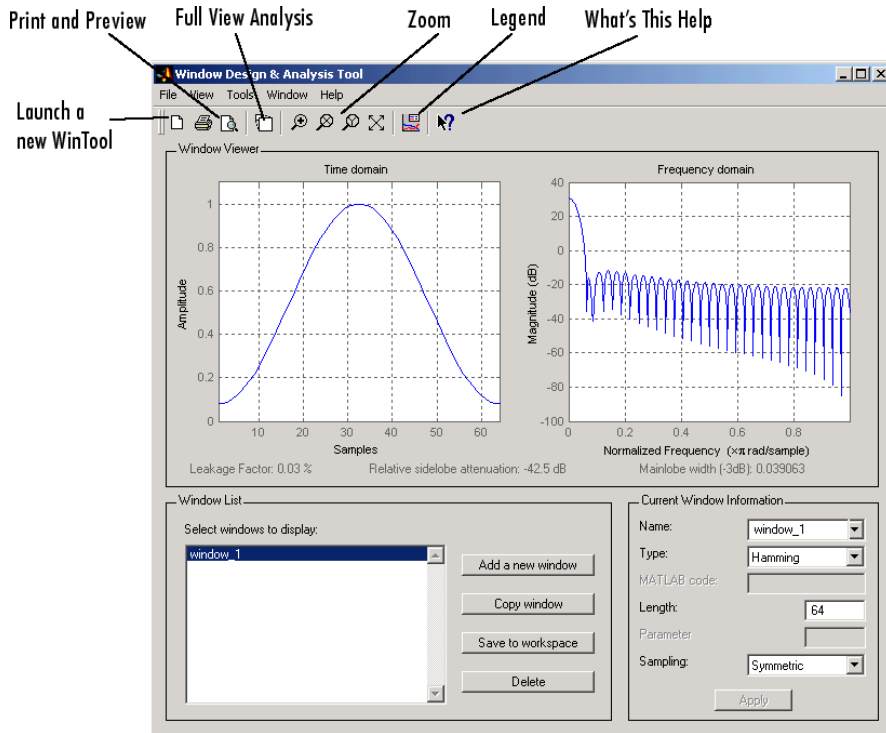 Print and Preview
Full View Analysis
Zoom
Legend
What's This Help
Launch a
new WinTool
Window Design & Analysis Tool
File View Tools Window Help
Window Viewer
Time domain
Amplitude
1
0.8
0.6
0.4
0.2
0
10 20 30 40 50 60
Samples
Frequency domain
Magnitude (dB)
40
20
0
-20
-40
-60
-80
-100
0 0.2 0.4 0.6 0.8
Normalized Frequency (×π rad/sample)
Leakage Factor: 0.03 %
Relative sidelobe attenuation: -42.5 dB
Mainlobe width (-3dB): 0.039063
Window List
Select windows to display:
window_1
Add a new window
Copy window
Save to workspace
Delete
Current Window Information
Name: window_1
Type: Hamming
MATLAB code:
Length: 64
Parameter
Sampling: Symmetric
Apply